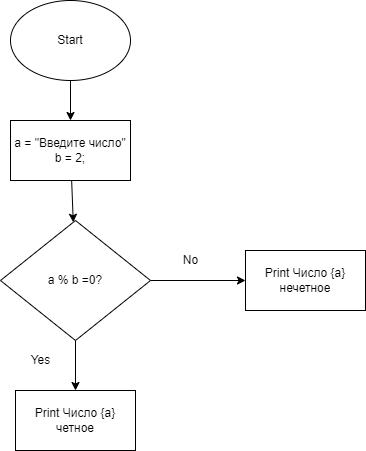 Start
a = "Введите число"
b = 2;
a % b =0?
No
Print Число {a}
нечетное
Yes
Print Число {a}
четное